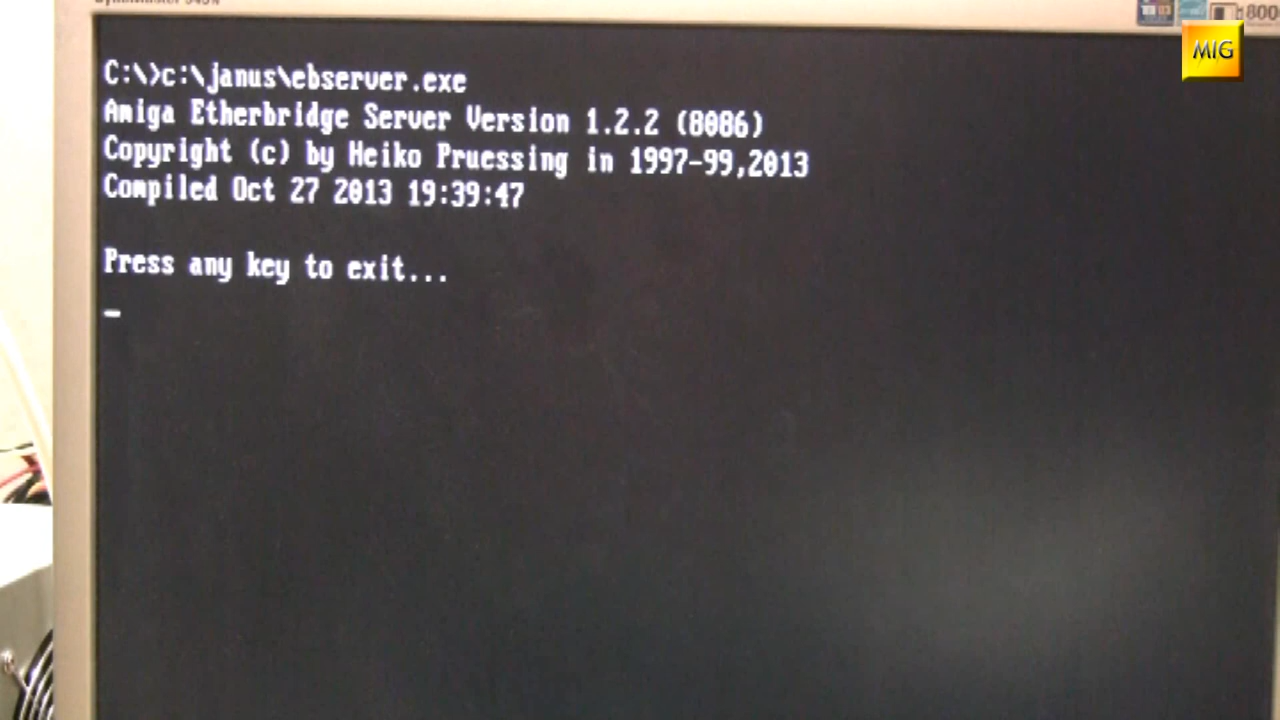 800
MIG
C:\>c:\janus\ebserver.exe
Amiga Etherbridge Server Version 1.2.2 (8086)
Copyright (c) by Heiko Pruessing in 1997-99,2013
Compiled Oct 27 2013 19:39:47
Press any key to exit...